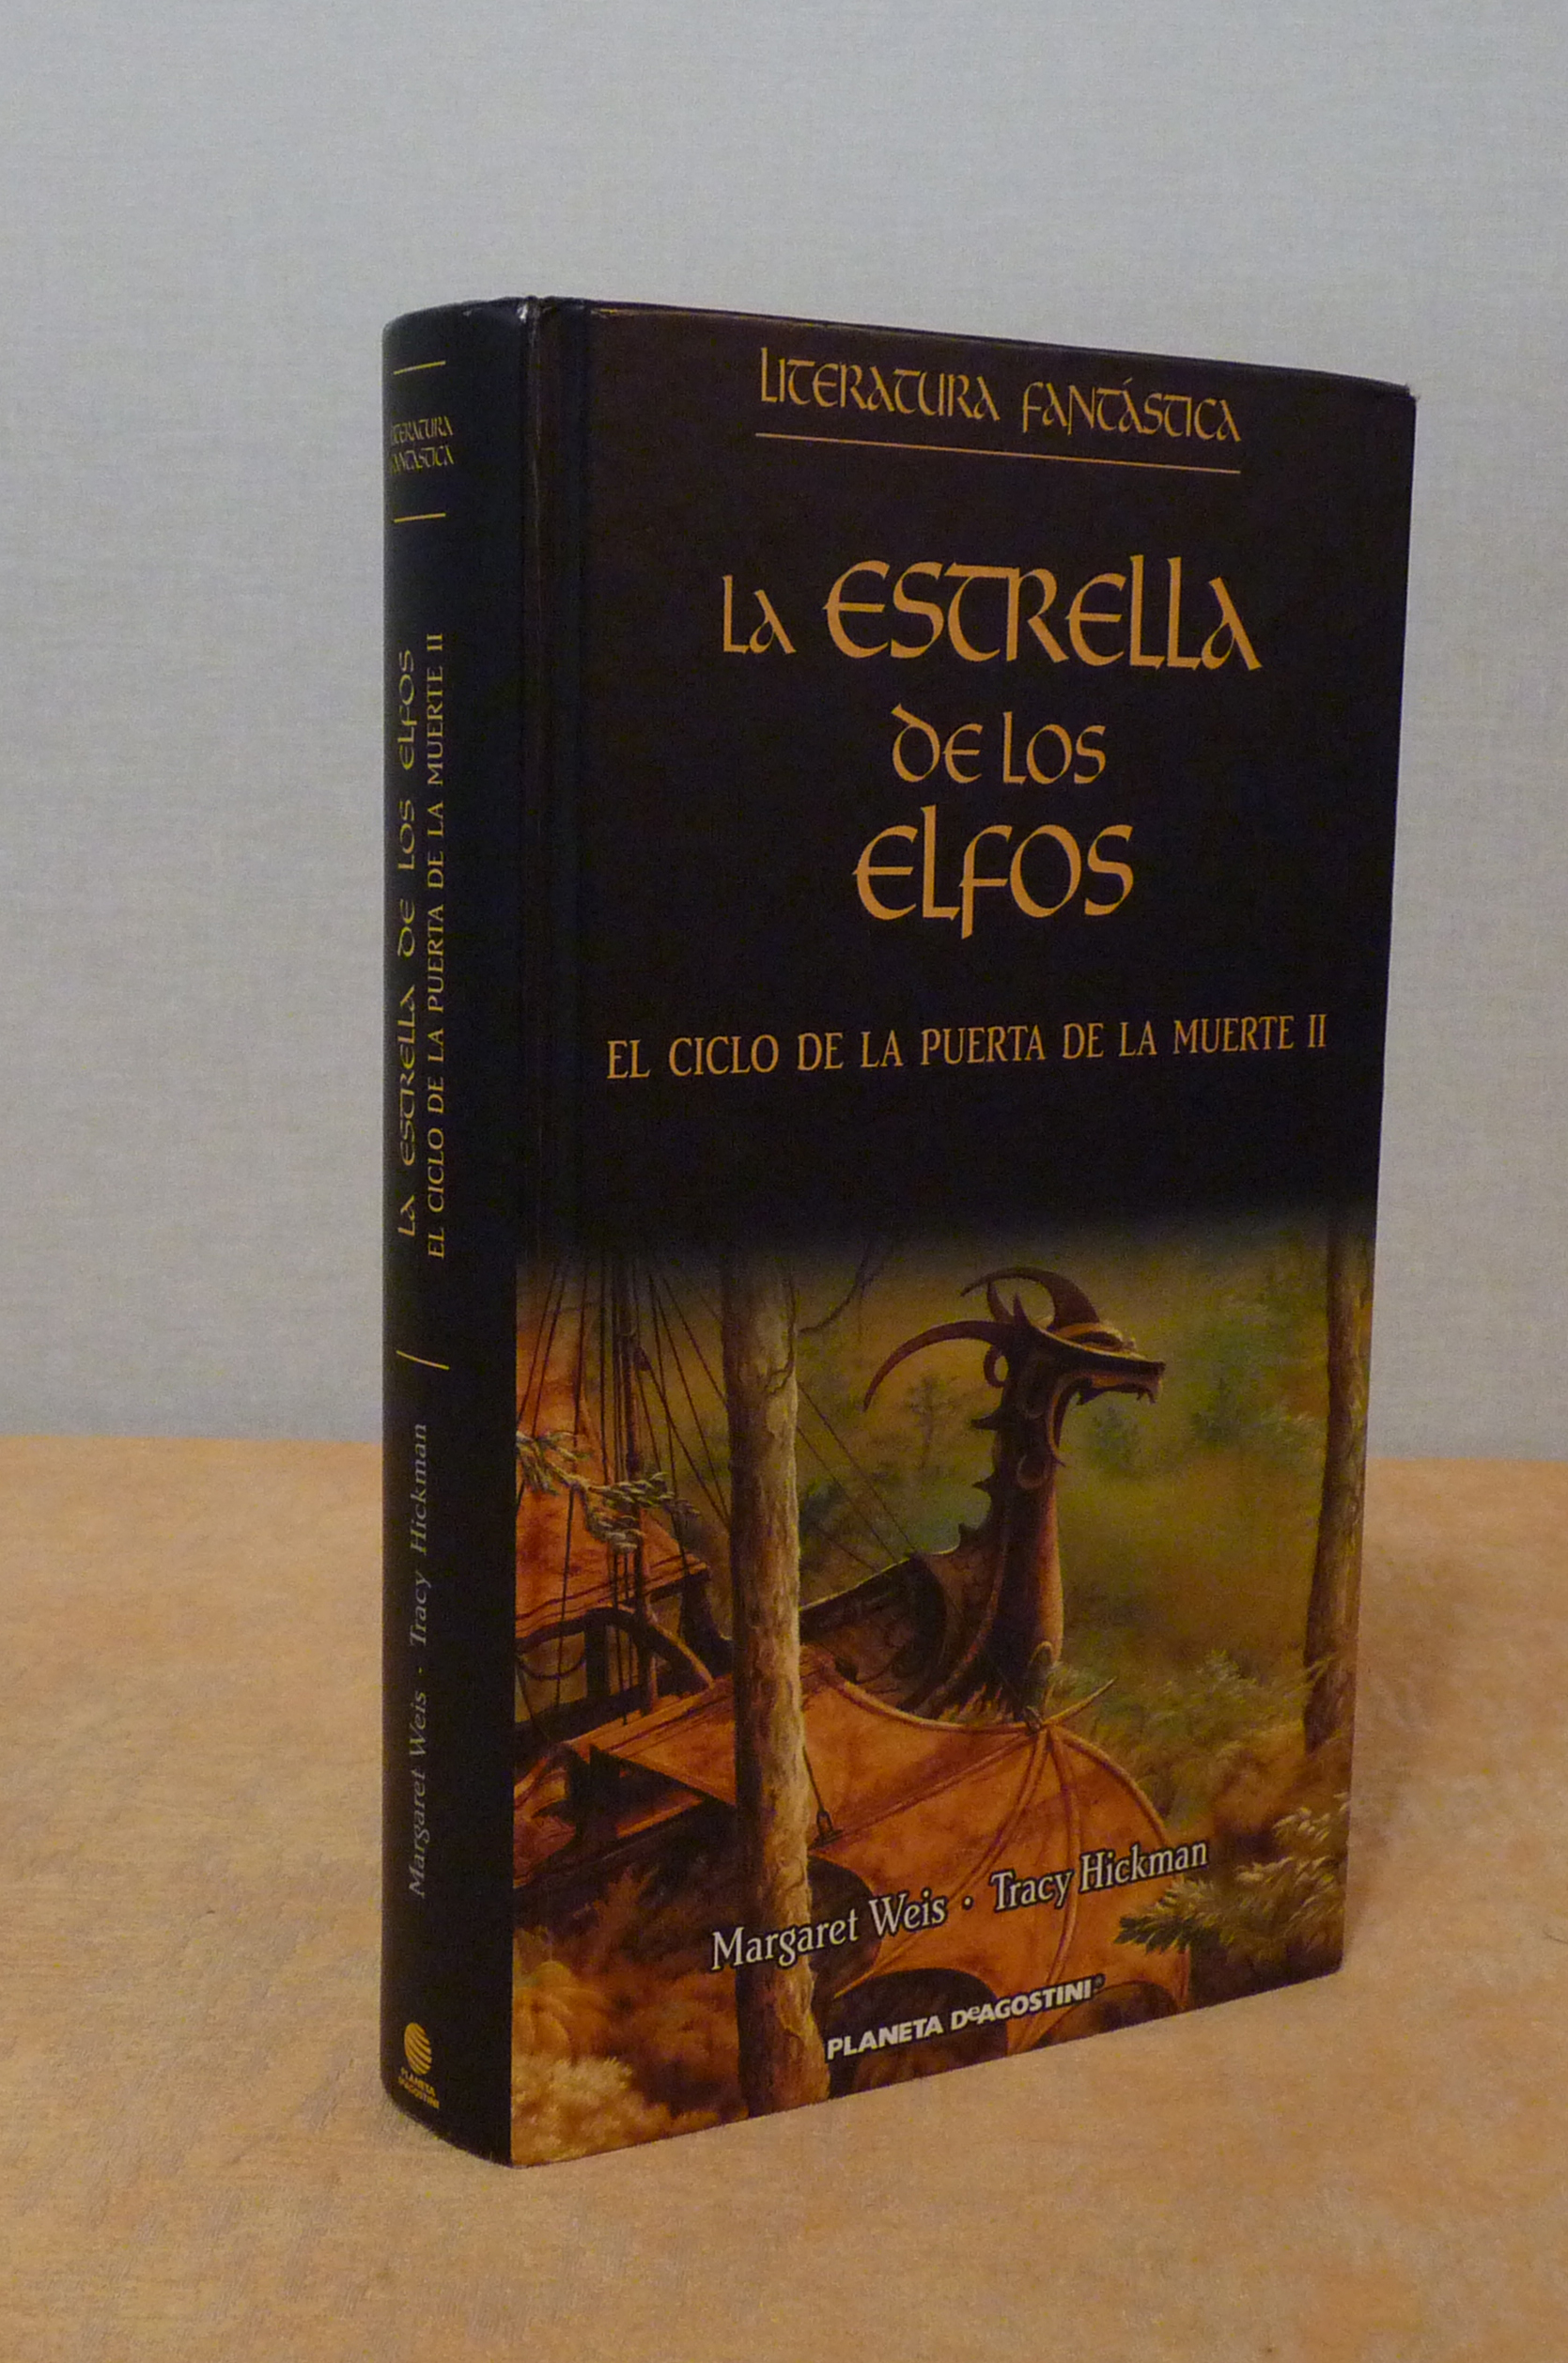 LITERATURA
FANTÁSTICA
LA ESTRELLA DE LOS ELFOS
EL CICLO DE LA PUERTA DE LA MUERTE II
Margaret Weis · Tracy Hickman
PLANETA
DeAGOSTINI
LITERATURA FANTÁSTICA
LA ESTRELLA
DE LOS
ELFOS
EL CICLO DE LA PUERTA DE LA MUERTE II
Margaret Weis · Tracy Hickman
PLANETA DeAGOSTINI®